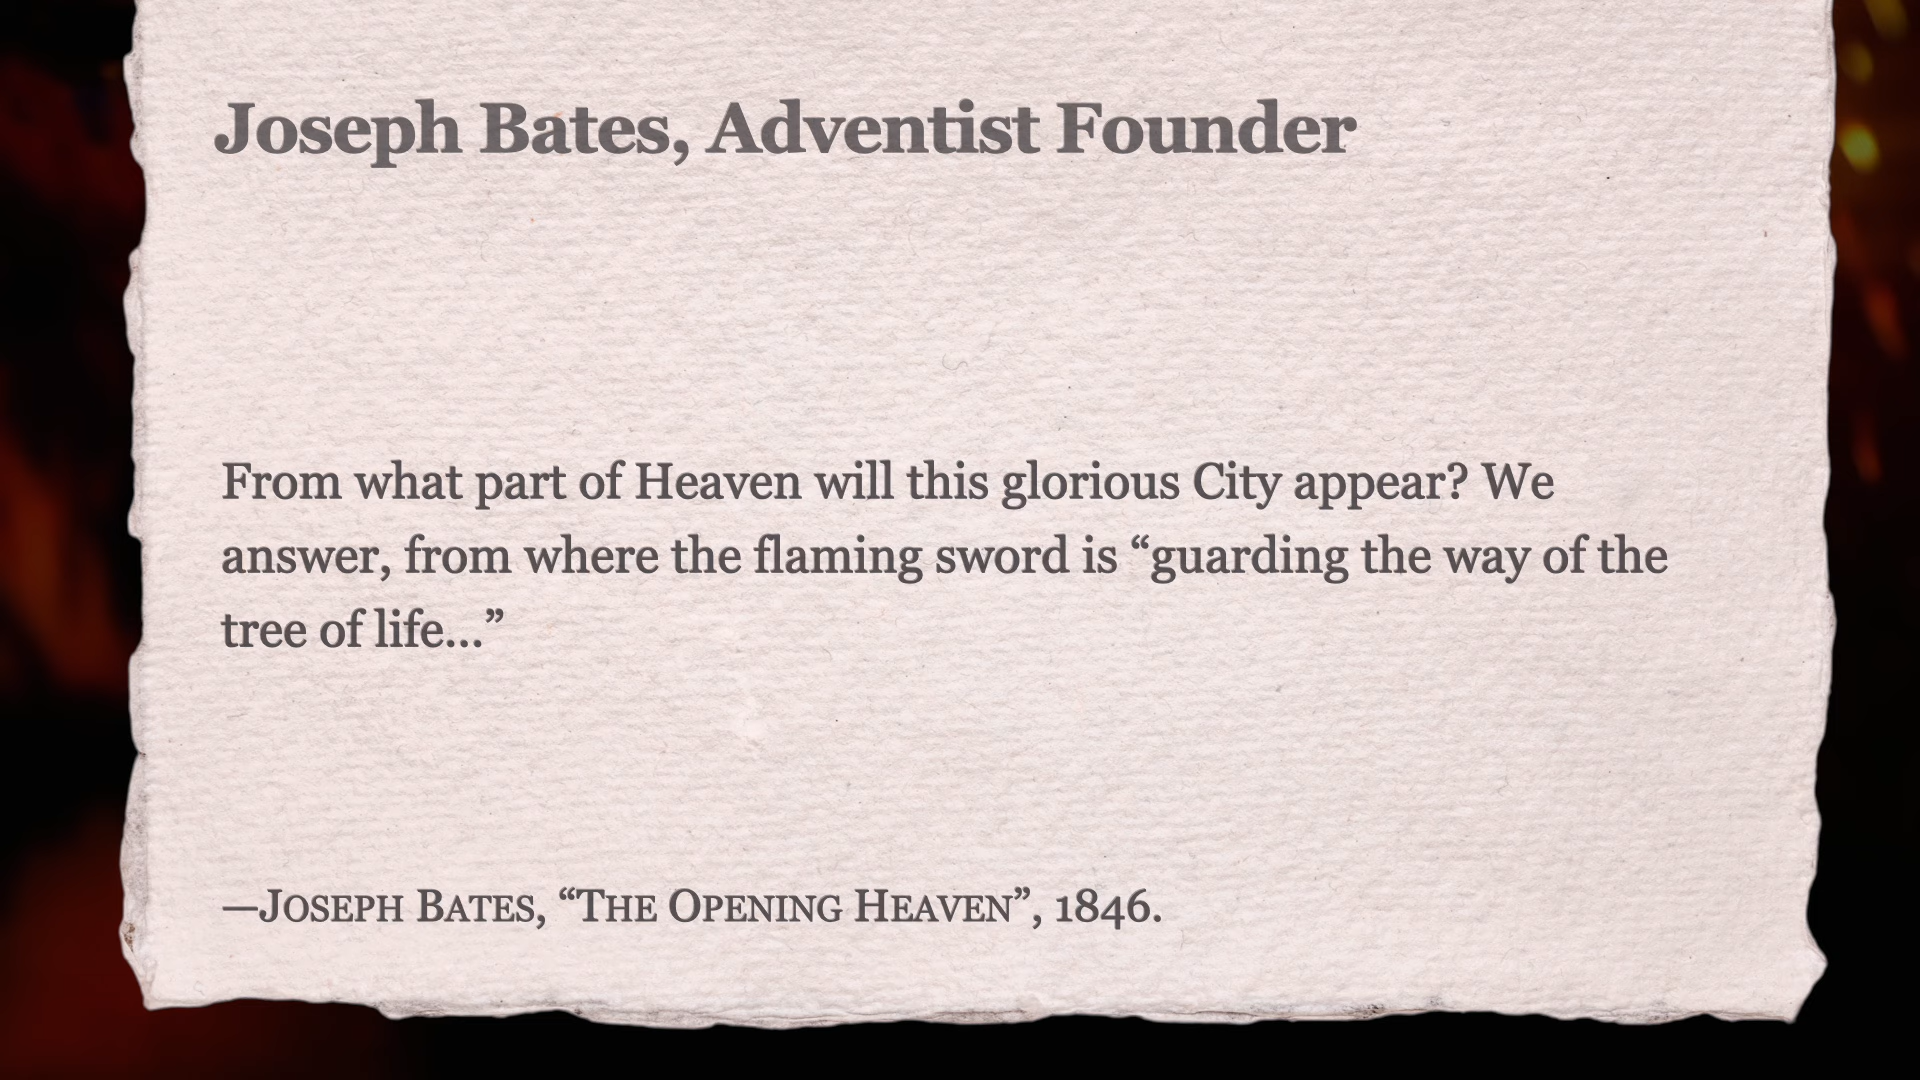 Joseph Bates, Adventist Founder
From what part of Heaven will this glorious City appear? We
answer, from where the flaming sword is “guarding the way of the
tree of life...”
—Joseph Bates, “The Opening Heaven”, 1846.